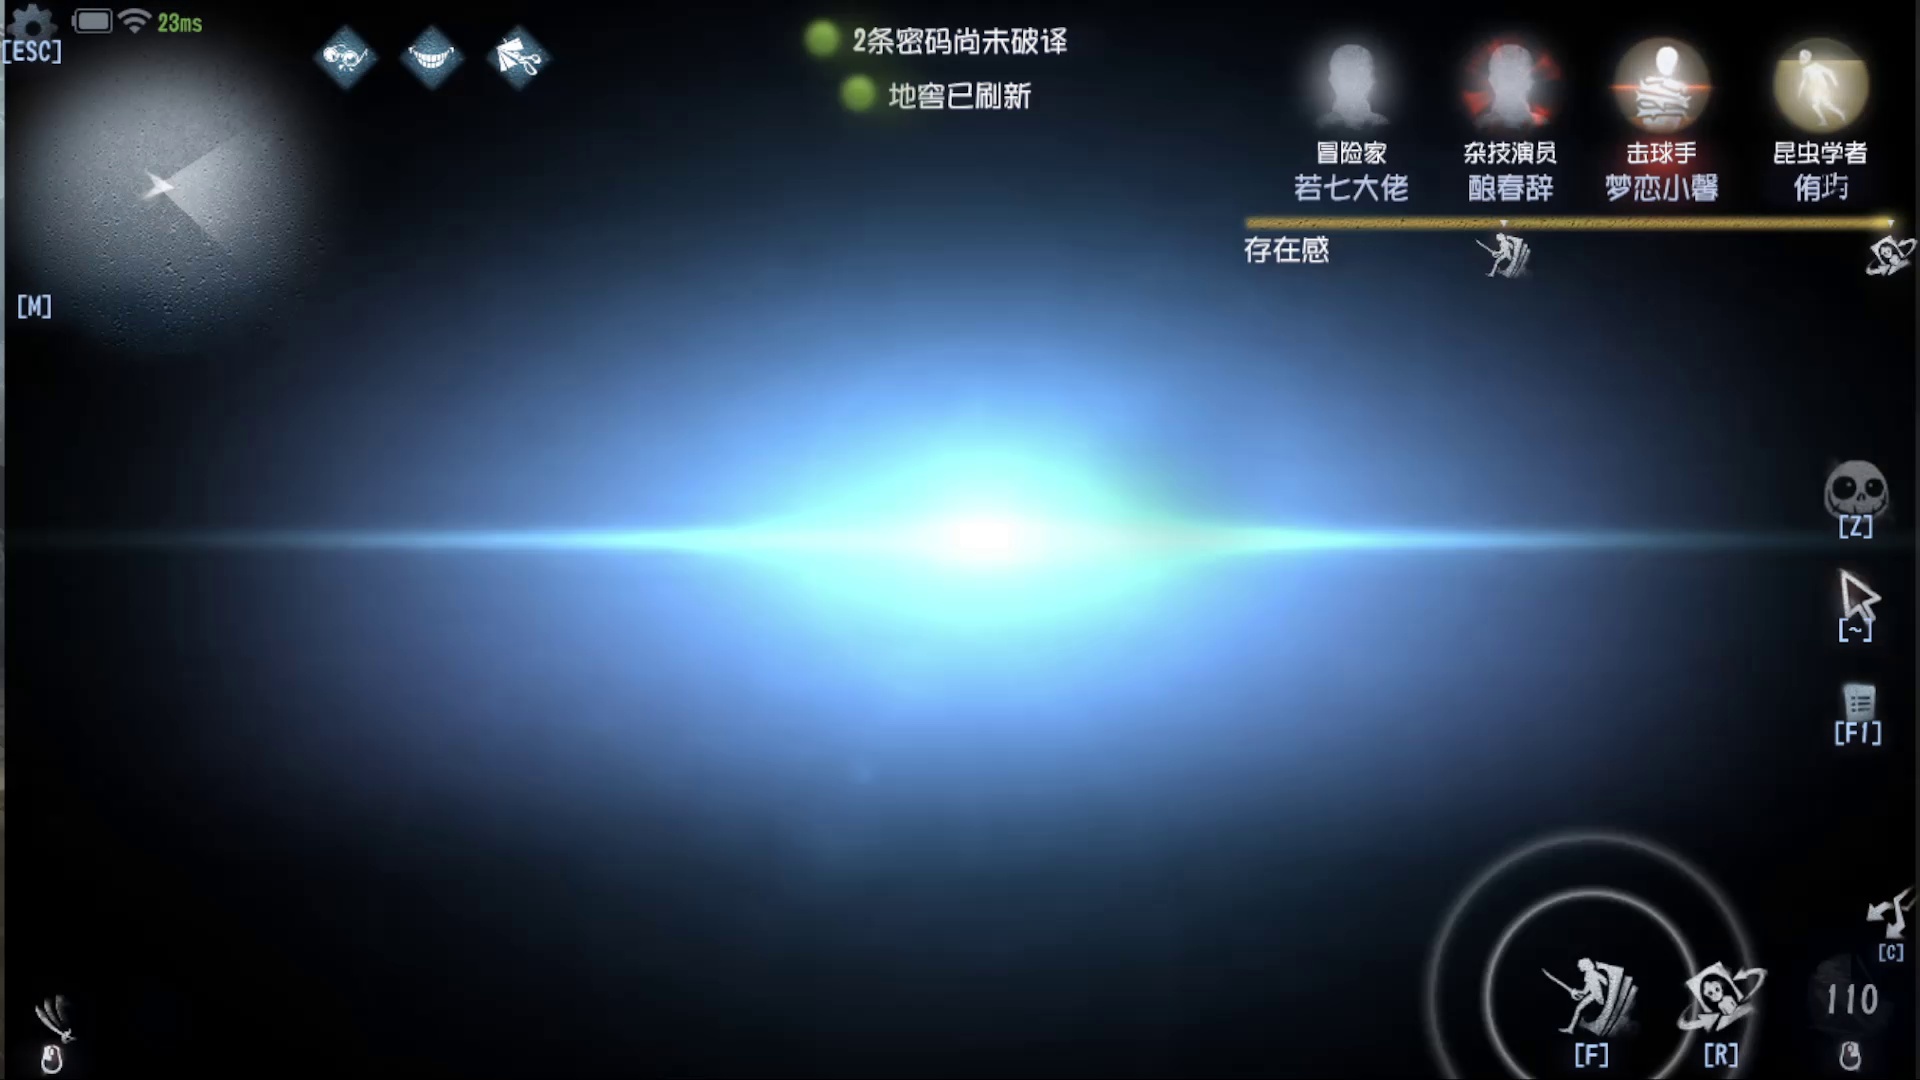 23ms
[ESC]
2条密码尚未破译
地窖已刷新
冒险家
若七大佬
杂技演员
酿春辞
击球手
梦恋小馨
昆虫学者
侑玓
存在感
[M]
[Z]
[~]
[F1]
[C]
110
[F]
[R]